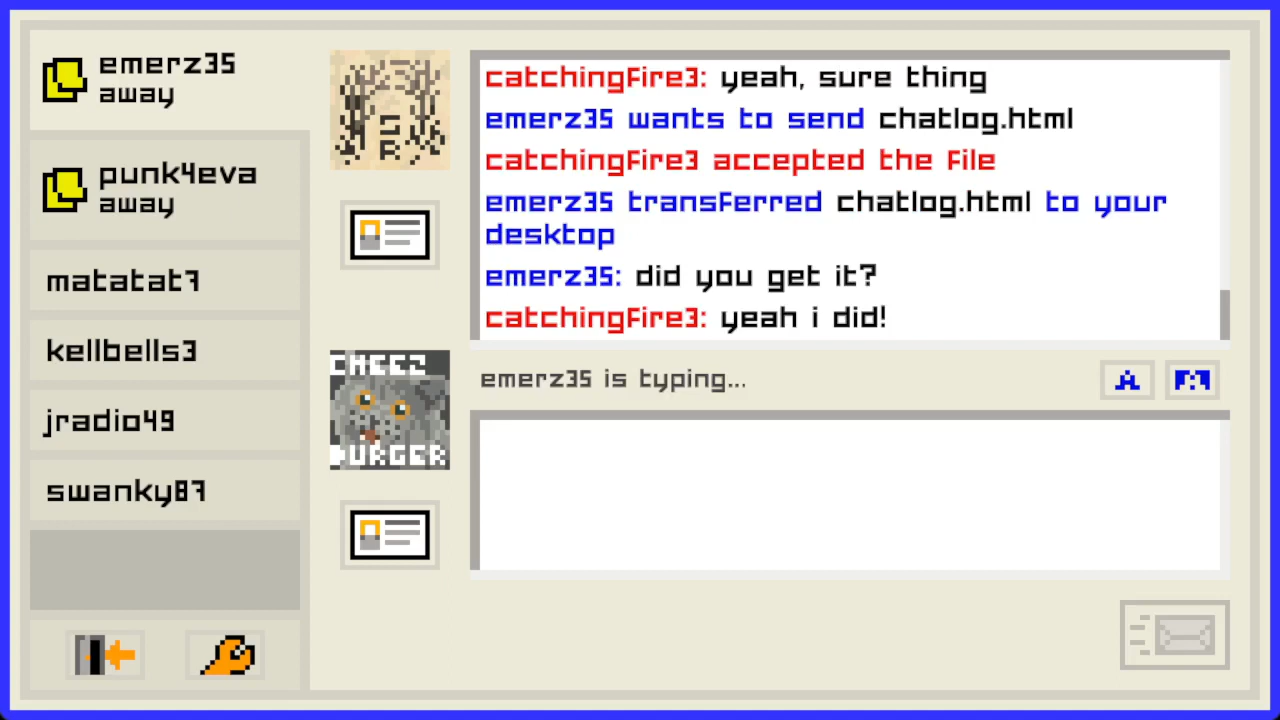 emerz35
away
punk4eva
away
matatat7
kellbells3
jradio49
swanky87
catchingFire3: yeah, sure thing
emerz35 wants to send chatlog.html
catchingFire3 accepted the File
emerz35 transFerred chatlog.html to your
desktop
emerz35: did you get it?
catchingFire3: yeah i did!
emerz35 is typing...
A
CHEEZ
BURGER